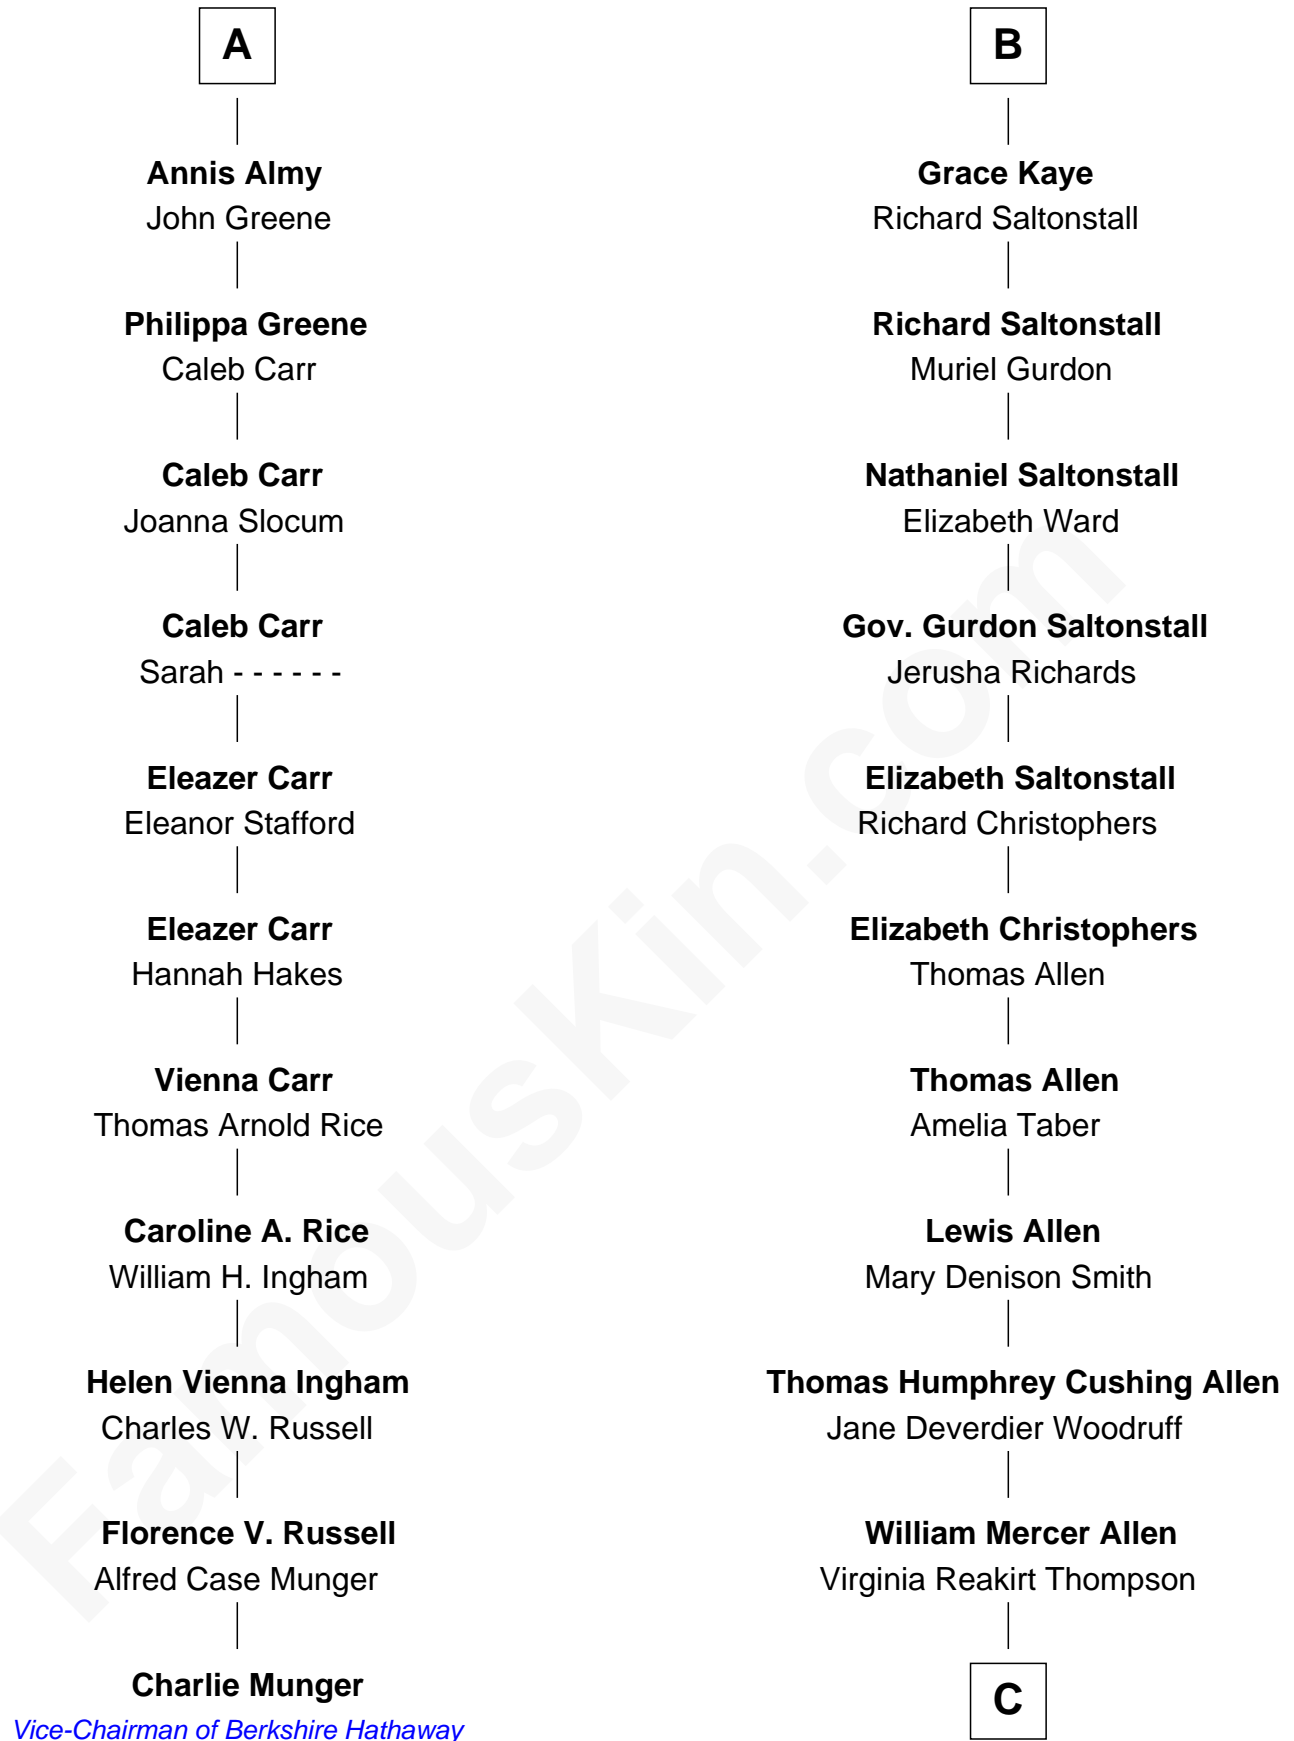 A
Annis Almy
John Greene
Philippa Greene
Caleb Carr
Caleb Carr
Joanna Slocum
Caleb Carr
Sarah - - - - - -
Eleazer Carr
Eleanor Stafford
Eleazer Carr
Hannah Hakes
Vienna Carr
Thomas Arnold Rice
Caroline A. Rice
William H. Ingham
Helen Vienna Ingham
Charles W. Russell
Florence V. Russell
Alfred Case Munger
Charlie Munger
Vice-Chairman of Berkshire Hathaway
B
Grace Kaye
Richard Saltonstall
Richard Saltonstall
Muriel Gurdon
Nathaniel Saltonstall
Elizabeth Ward
Gov. Gurdon Saltonstall
Jerusha Richards
Elizabeth Saltonstall
Richard Christophers
Elizabeth Christophers
Thomas Allen
Thomas Allen
Amelia Taber
Lewis Allen
Mary Denison Smith
Thomas Humphrey Cushing Allen
Jane Deverdier Woodruff
William Mercer Allen
Virginia Reakirt Thompson
C
FamousKin.com